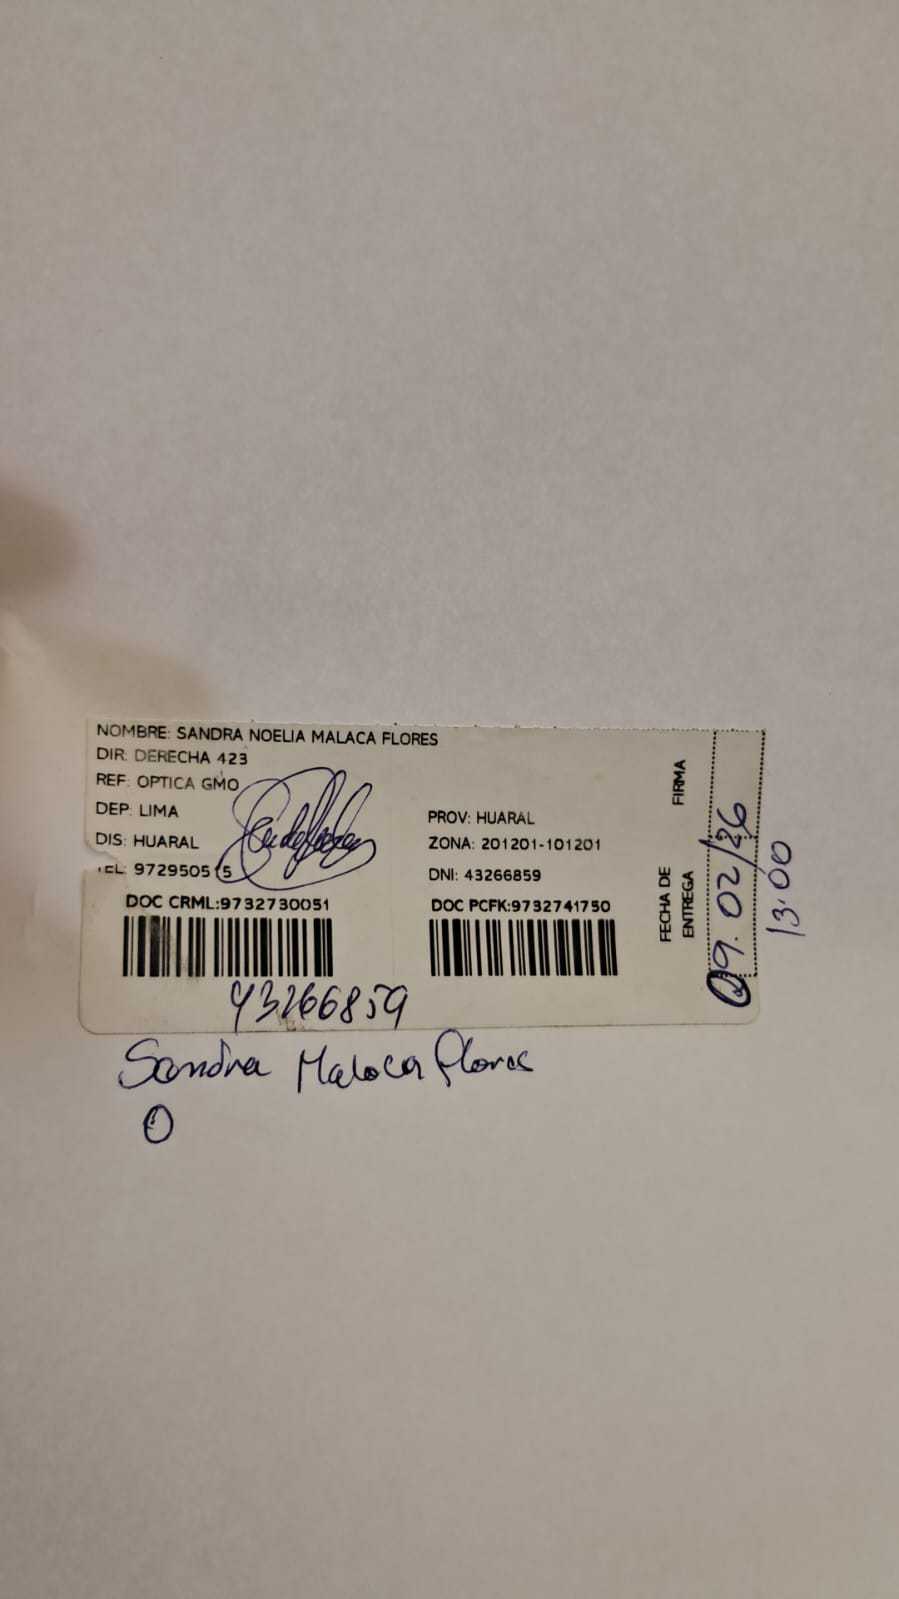 NOMBRE: SANDRA NOELIA MALACA FLORES
DIR: DERECHA 423
REF: OPTICA GMO
DEP: LIMA
PROV: HUARAL
DIS: HUARAL
ZONA: 201201-101201
TEL: 972950515
DNI: 43266859
DOC CRML:9732730051
DOC PCFK:9732741750
43266859
Sandra Malaca Flores
FIRMA
FECHA DE
ENTREGA
09.02/26
13:00